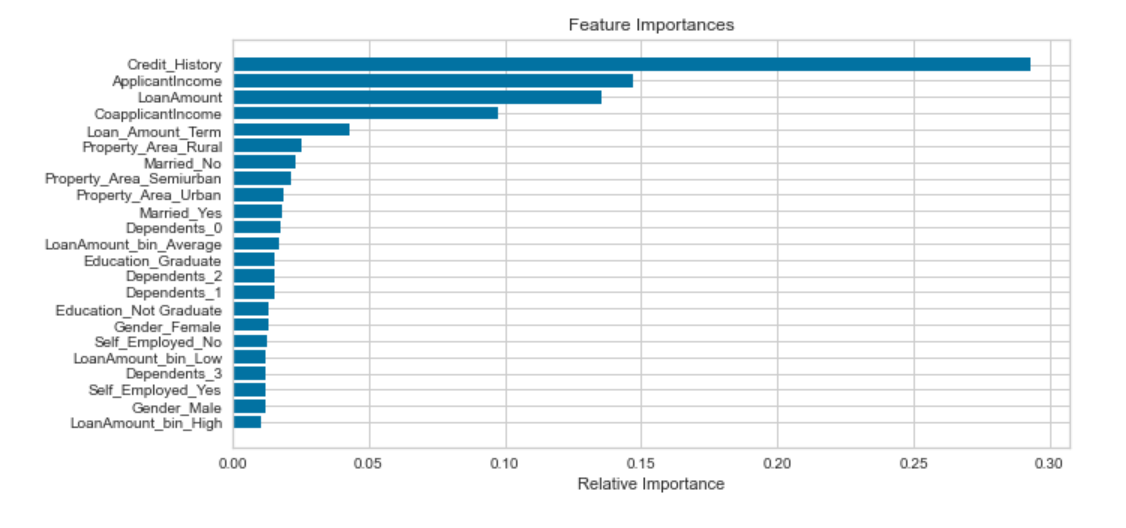 Feature Importances
Credit_History
ApplicantIncome
LoanAmount
CoapplicantIncome
Loan_Amount_Term
Property_Area_Rural
Married_No
Property_Area_Semiurban
Property_Area_Urban
Married_Yes
Dependents_0
LoanAmount_bin_Average
Education_Graduate
Dependents_2
Dependents_1
Education_Not Graduate
Gender_Female
Self_Employed_No
LoanAmount_bin_Low
Dependents_3
Self_Employed_Yes
Gender_Male
LoanAmount_bin_High
0.00 0.05 0.10 0.15 0.20 0.25 0.30
Relative Importance